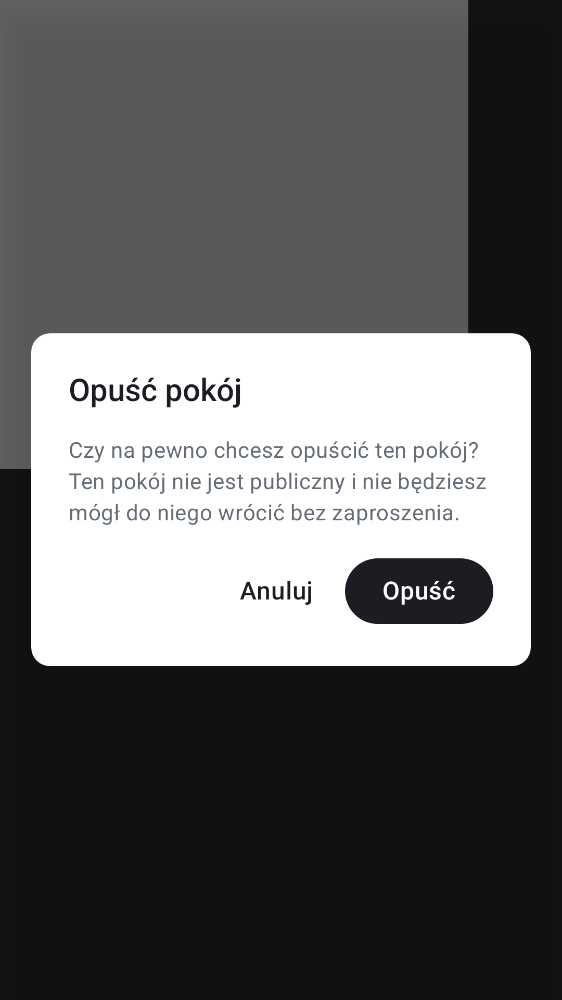 Opuść pokój
Czy na pewno chcesz opuścić ten pokój?
Ten pokój nie jest publiczny i nie będziesz
mógł do niego wrócić bez zaproszenia.
Anuluj
Opuść